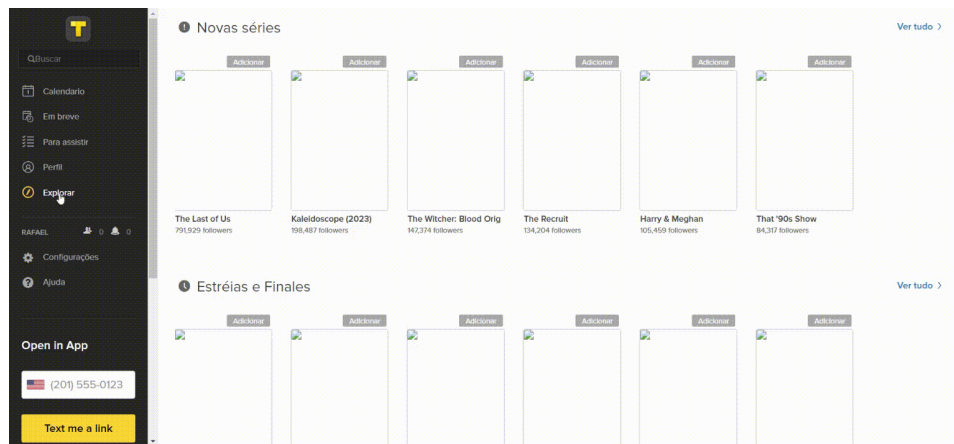 T
Buscar
Calendario
Em breve
Para assistir
Perfil
Explorar
RAFAEL 0 0
Configurações
Ajuda
Open in App
(201) 555-0123
Text me a link
Novas séries Ver tudo
Adicionar Adicionar Adicionar Adicionar Adicionar Adicionar
The Last of Us Kaleidoscope (2023) The Witcher: Blood Orig The Recruit Harry & Meghan That '90s Show
791,929 followers 198,487 followers 147,374 followers 134,204 followers 105,459 followers 84,317 followers
Estréias e Finales Ver tudo
Adicionar Adicionar Adicionar Adicionar Adicionar Adicionar